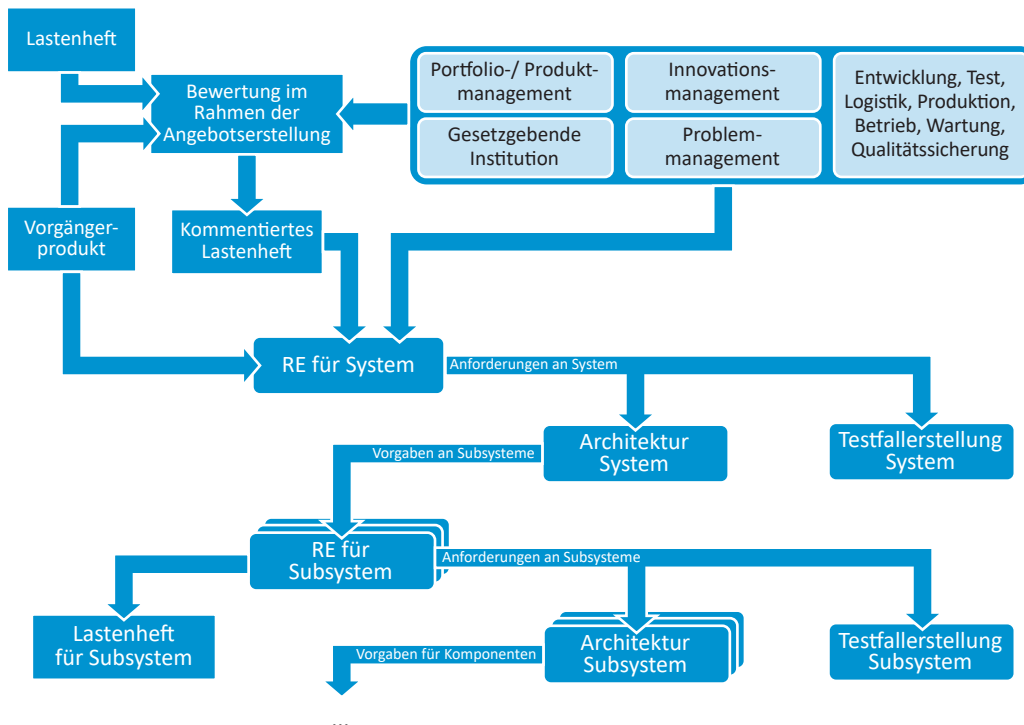 Lastenheft
Bewertung im
Rahmen der
Angebotserstellung
Portfolio-/ Produkt-
management
Innovations-
management
Gesetzgebende
Institution
Problem-
management
Entwicklung, Test,
Logistik, Produktion,
Betrieb, Wartung,
Qualitätssicherung
Vorgänger-
produkt
Kommentiertes
Lastenheft
RE für System
Anforderungen an System
Architektur
System
Testfallerstellung
System
Vorgaben an Subsysteme
RE für
Subsystem
Anforderungen an Subsysteme
Lastenheft
für Subsystem
Vorgaben für Komponenten
Architektur
Subsystem
Testfallerstellung
Subsystem
...